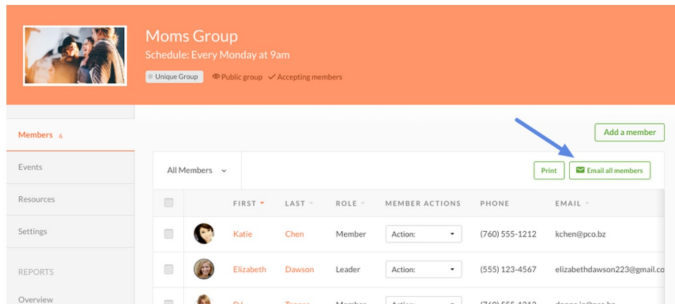 Moms Group
Schedule: Every Monday at 9am
Unique Group Public group Accepting members
Members 6
Add a member
Events
All Members
Print Email all members
Resources
FIRST LAST ROLE MEMBER ACTIONS PHONE EMAIL
Settings
Katie Chen Member Action: (760) 555-1212 kchen@pco.bz
REPORTS
Elizabeth Dawson Leader Action: (555) 123-4567 elizabethdawson223@gmail.co
Overview